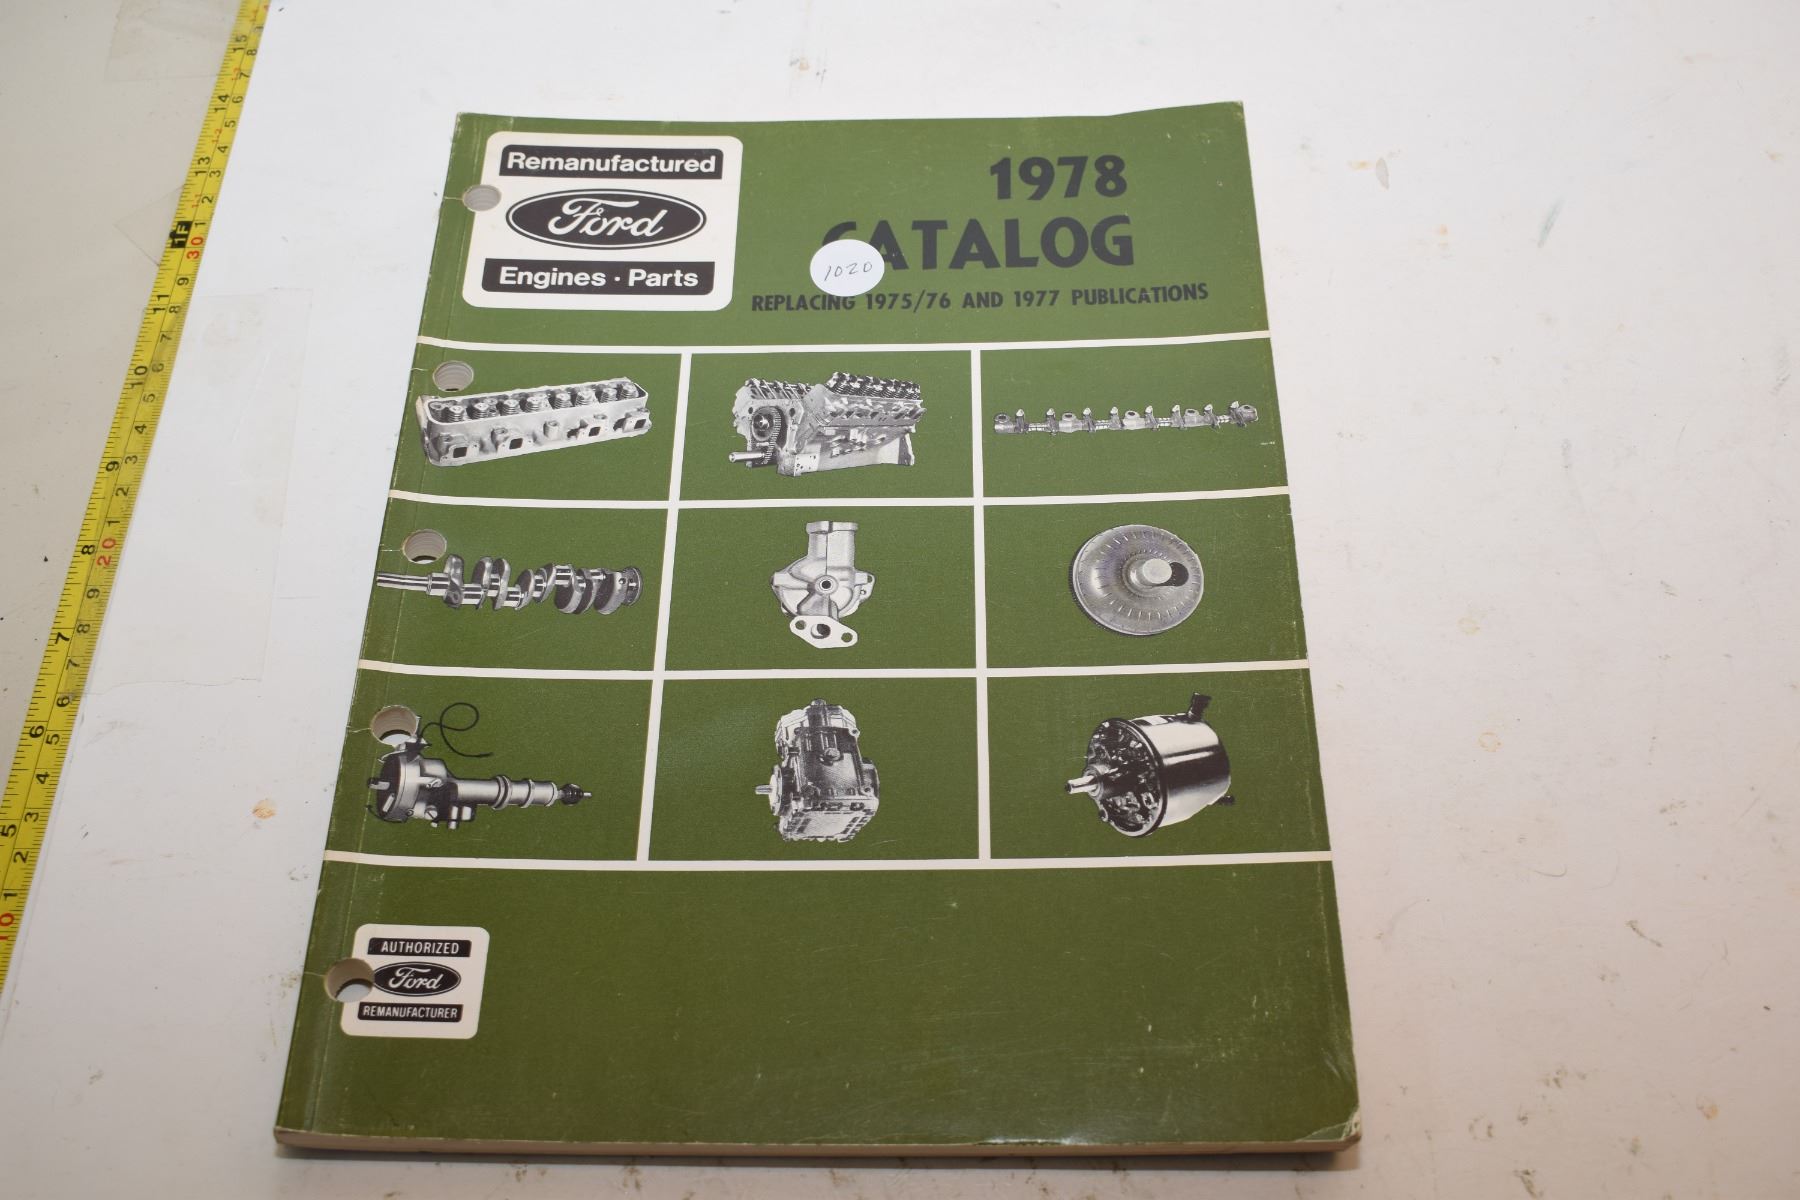 Remanufactured
Ford
Engines · Parts
1978
CATALOG
1020
REPLACING 1975/76 AND 1977 PUBLICATIONS
AUTHORIZED
Ford
REMANUFACTURER